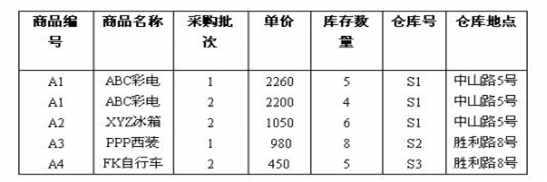 商品编号 商品名称 采购批次 单价 库存数量 仓库号 仓库地点
A1 ABC彩电 1 2260 5 S1 中山路5号
A1 ABC彩电 2 2200 4 S1 中山路5号
A2 XYZ冰箱 2 1050 6 S1 中山路5号
A3 PPP西装 1 980 8 S2 胜利路8号
A4 FK自行车 2 450 5 S3 胜利路8号